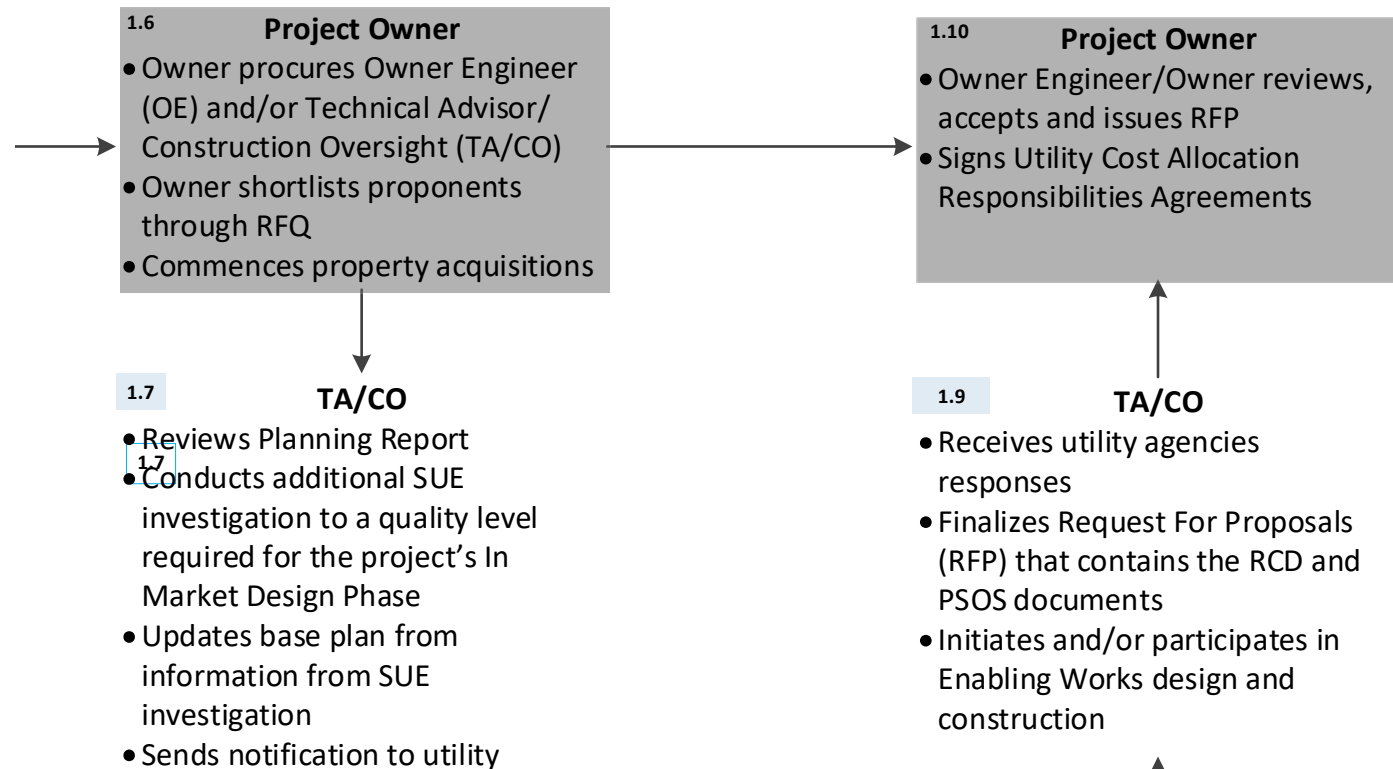 1.6
Project Owner
• Owner procures Owner Engineer
(OE) and/or Technical Advisor/
Construction Oversight (TA/CO)
• Owner shortlists proponents
through RFQ
• Commences property acquisitions
1.10
Project Owner
• Owner Engineer/Owner reviews,
accepts and issues RFP
• Signs Utility Cost Allocation
Responsibilities Agreements
1.7
TA/CO
• Reviews Planning Report
1.7
• Conducts additional SUE
investigation to a quality level
required for the project’s In
Market Design Phase
• Updates base plan from
information from SUE
investigation
• Sends notification to utility
1.9
TA/CO
• Receives utility agencies
responses
• Finalizes Request For Proposals
(RFP) that contains the RCD and
PSOS documents
• Initiates and/or participates in
Enabling Works design and
construction